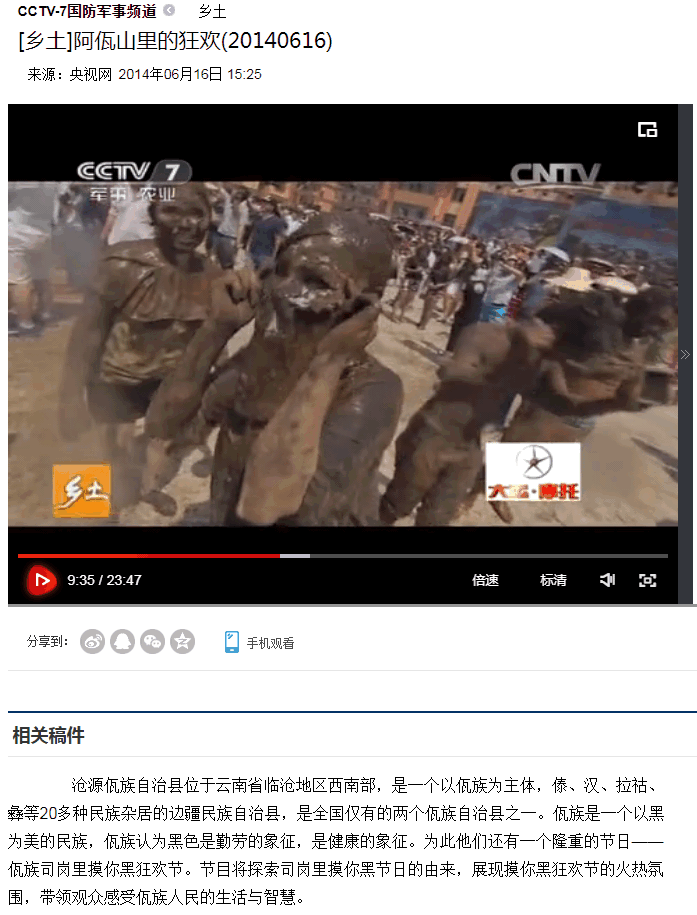 CCTV-7国防军事频道 乡土
[乡土]阿佤山里的狂欢(20140616)
来源：央视网 2014年06月16日 15:25
CCTV 7
军事 农业
CNTV
乡土
大运·摩托
9:35 / 23:47
倍速
标清
分享到：
手机观看
相关稿件
沧源佤族自治县位于云南省临沧地区西南部，是一个以佤族为主体，傣、汉、拉祜、
彝等20多种民族杂居的边疆民族自治县，是全国仅有的两个佤族自治县之一。佤族是一个以黑
为美的民族，佤族认为黑色是勤劳的象征，是健康的象征。为此他们还有一个隆重的节日——
佤族司岗里摸你黑狂欢节。节目将探索司岗里摸你黑节日的由来，展现摸你黑狂欢节的火热氛
围，带领观众感受佤族人民的生活与智慧。